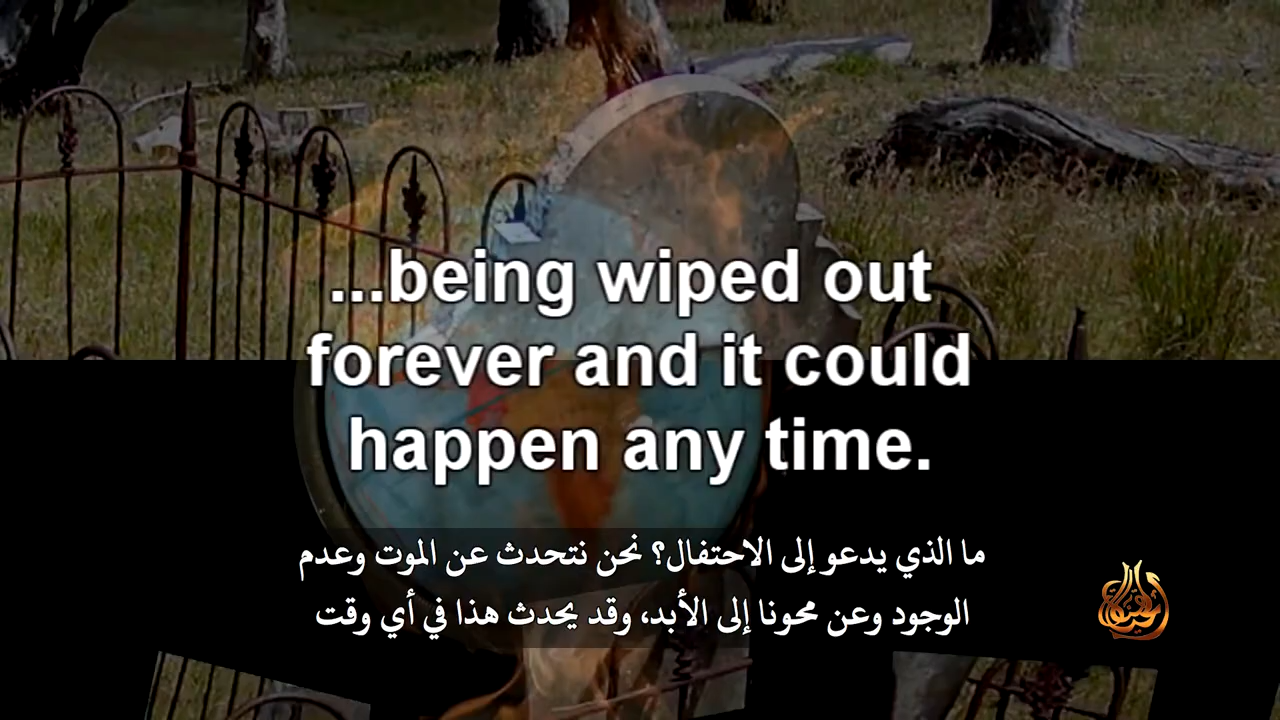 ...being wiped out
forever and it could
happen any time.
ما الذي يدعو إلى الاحتفال؟ نحن نتحدث عن الموت وعدم
الوجود وعن محونا إلى الأبد، وقد يحدث هذا في أي وقت